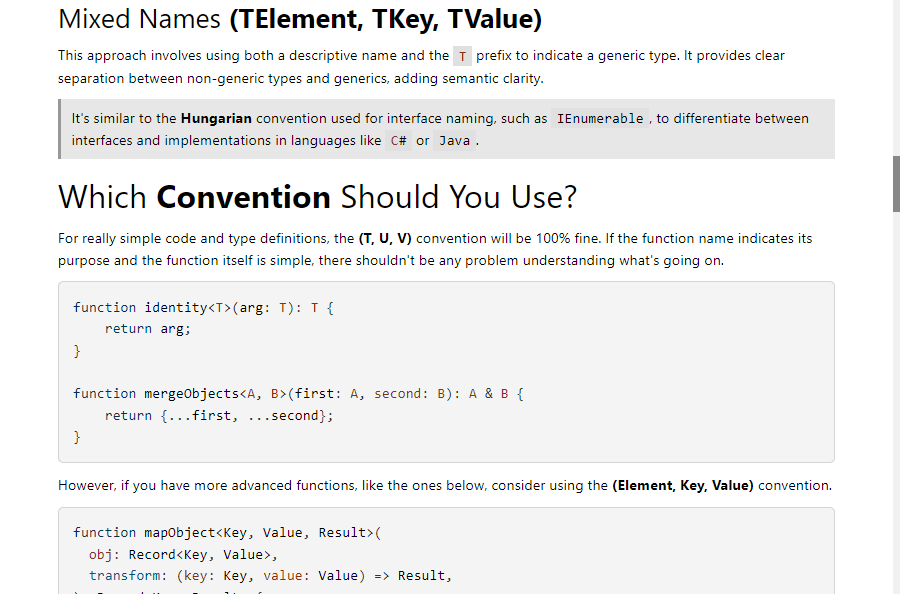 Mixed Names (TElement, TKey, TValue)
This approach involves using both a descriptive name and the T prefix to indicate a generic type. It provides clear
separation between non-generic types and generics, adding semantic clarity.
It's similar to the Hungarian convention used for interface naming, such as IEnumerable , to differentiate between
interfaces and implementations in languages like C# or Java .
Which Convention Should You Use?
For really simple code and type definitions, the (T, U, V) convention will be 100% fine. If the function name indicates its
purpose and the function itself is simple, there shouldn't be any problem understanding what's going on.
function identity<T>(arg: T): T {
    return arg;
}
function mergeObjects<A, B>(first: A, second: B): A & B {
    return {...first, ...second};
}
However, if you have more advanced functions, like the ones below, consider using the (Element, Key, Value) convention.
function mapObject<Key, Value, Result>(
  obj: Record<Key, Value>,
  transform: (key: Key, value: Value) => Result,